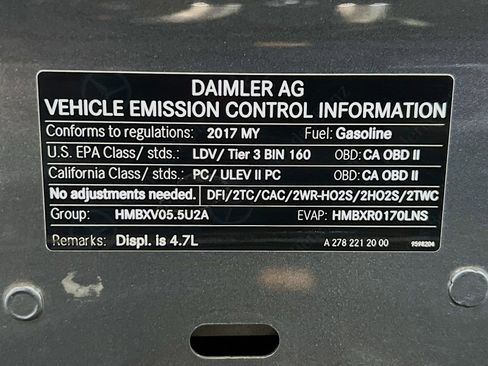 DAIMLER AG
VEHICLE EMISSION CONTROL INFORMATION
Conforms to regulations: 2017 MY Fuel: Gasoline
U.S. EPA Class/ stds.: LDV/ Tier 3 BIN 160 OBD: CA OBD II
California Class/ stds.: PC/ ULEV II PC OBD: CA OBD II
No adjustments needed. DFI/2TC/CAC/2WR-HO2S/2HO2S/2TWC
Group: HMBXV05.5U2A EVAP: HMBXR0170LNS
Remarks: Displ. is 4.7L A 278 221 20 00 9598204